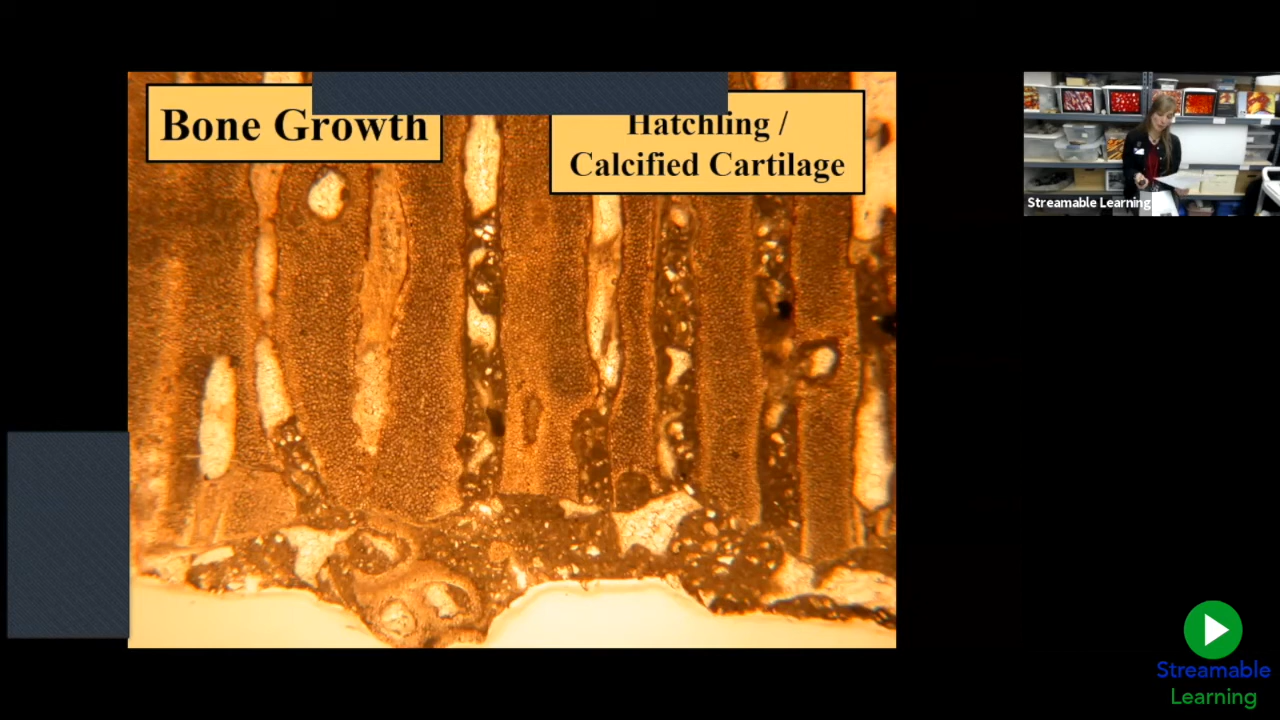 Bone Growth
Hatchling /
Calcified Cartilage
Streamable Learning
Streamable
Learning